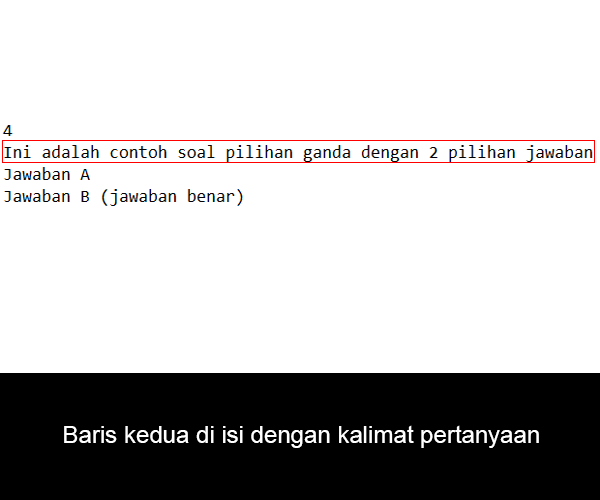 4
Ini adalah contoh soal pilihan ganda dengan 2 pilihan jawaban
Jawaban A
Jawaban B (jawaban benar)
Baris kedua di isi dengan kalimat pertanyaan